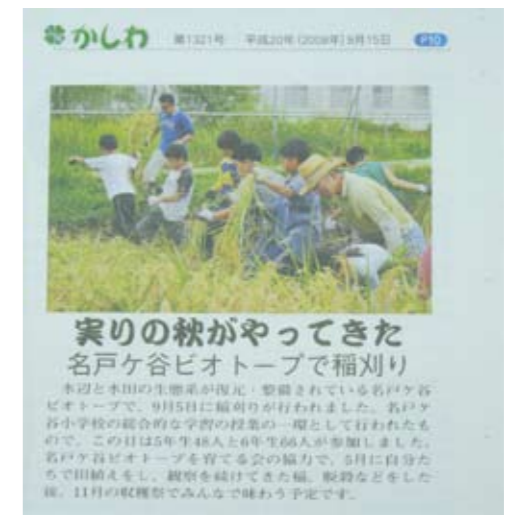 かしわ 第1321号 平成20年(2008年)9月15日 P10
実りの秋がやってきた
名戸ケ谷ビオトープで稲刈り
水辺と水田の生態系が復元・整備されている名戸ケ谷
ビオトープで、9月5日に稲刈りが行われました。名戸ケ
谷小学校の総合的な学習の授業の一環として行われたも
ので、この日は5年生48人と6年生66人が参加しました。
名戸ケ谷ビオトープを育てる会の協力で、5月に自分た
ちで田植えをし、観察を続けてきた稲。脱穀などをした
後、11月の収穫祭でみんなで味わう予定です。